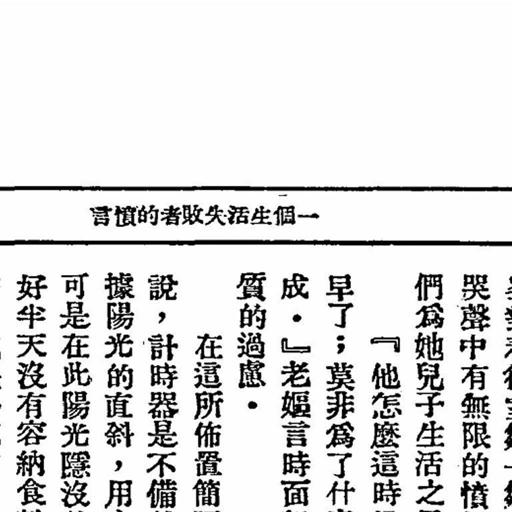 一個生活失敗者的憤言
哭聲中有無限的憤
們爲她兒子生活之
『他怎麼這時
早了；莫非爲了什
成．』老嫗言時面
質的過慮．
在這所佈置簡
說，計時器是不備
據陽光的直斜，用
可是在此陽光隱沒
好半天沒有容納食